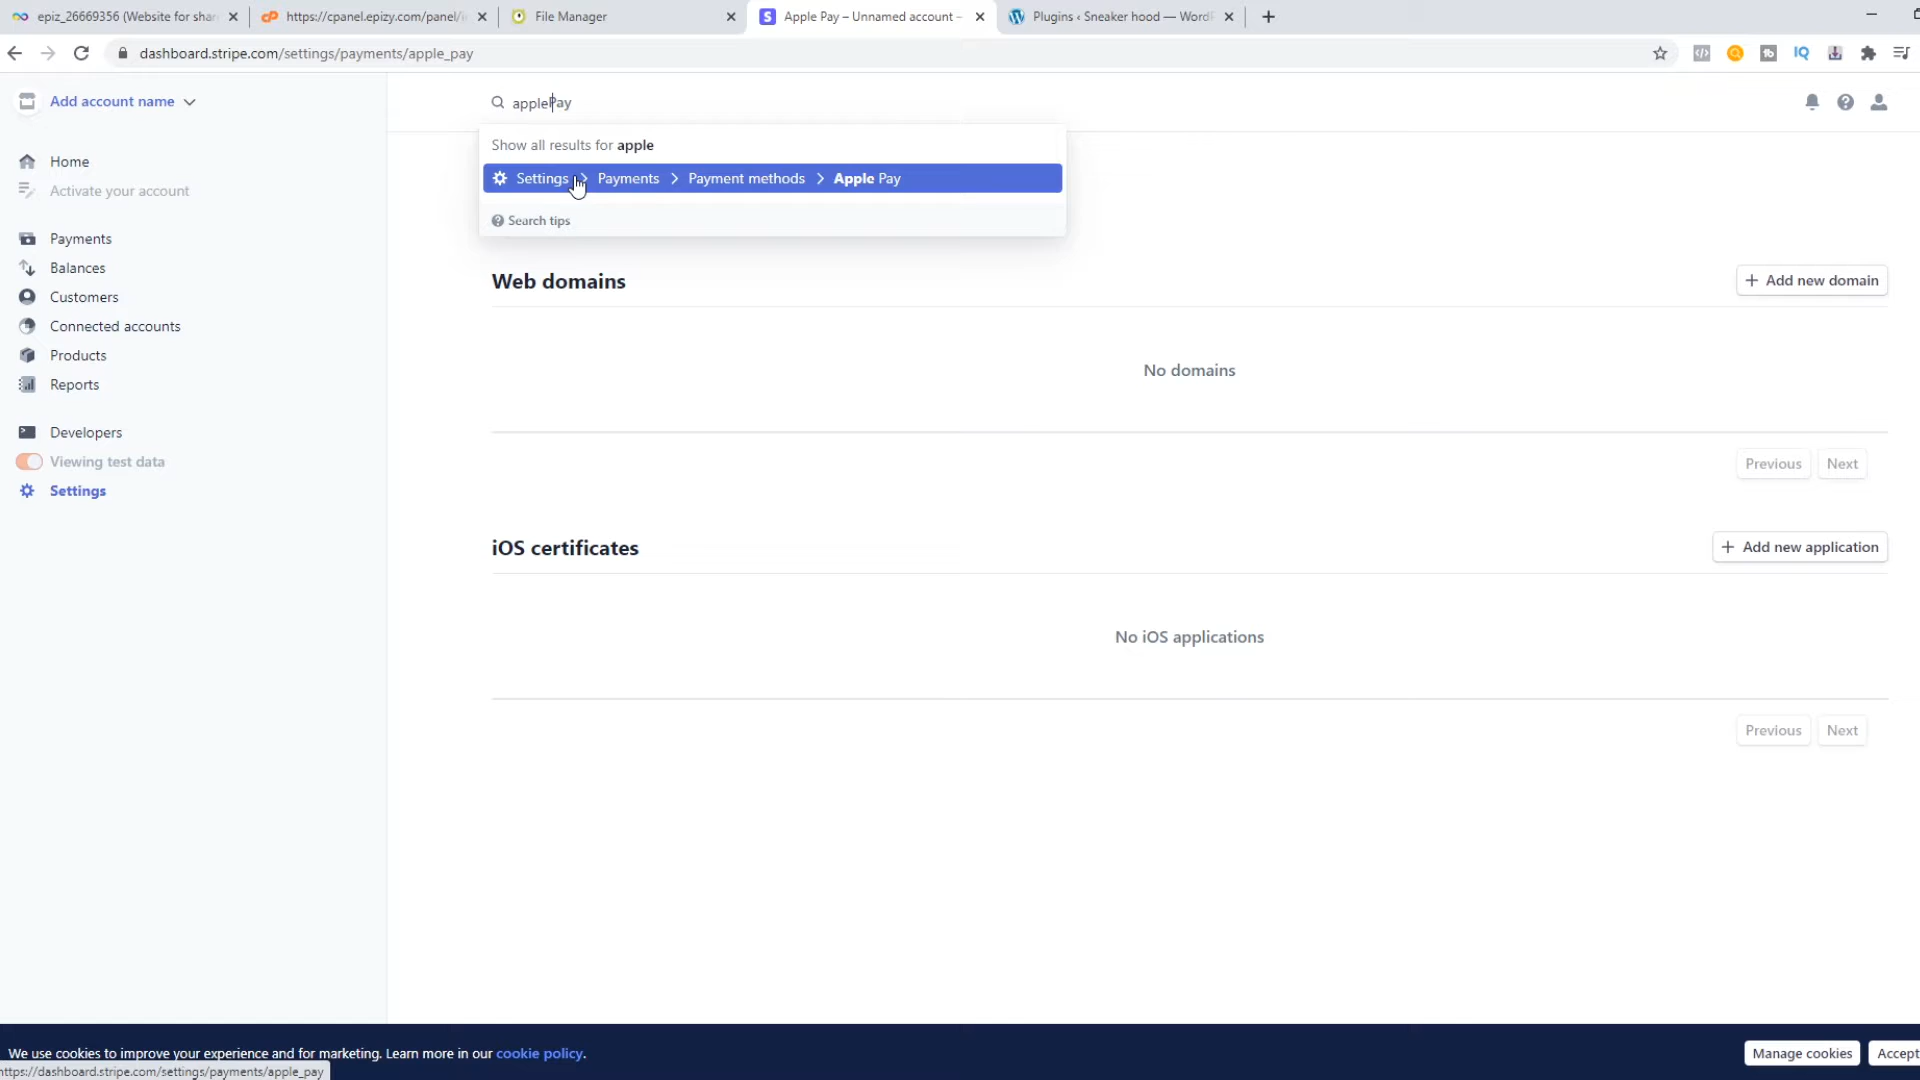 epiz_26669356 (Website for shar
https://cpanel.epizy.com/panel/i
File Manager
Apple Pay – Unnamed account –
Plugins ‹ Sneaker hood — WordP
dashboard.stripe.com/settings/payments/apple_pay
Add account name
applePay
Show all results for apple
Settings > Payments > Payment methods > Apple Pay
Search tips
Home
Activate your account
Payments
Balances
Customers
Connected accounts
Products
Reports
Developers
Viewing test data
Settings
Web domains
+ Add new domain
No domains
Previous Next
iOS certificates
+ Add new application
No iOS applications
Previous Next
We use cookies to improve your experience and for marketing. Learn more in our cookie policy.
Manage cookies
Accept
https://dashboard.stripe.com/settings/payments/apple_pay